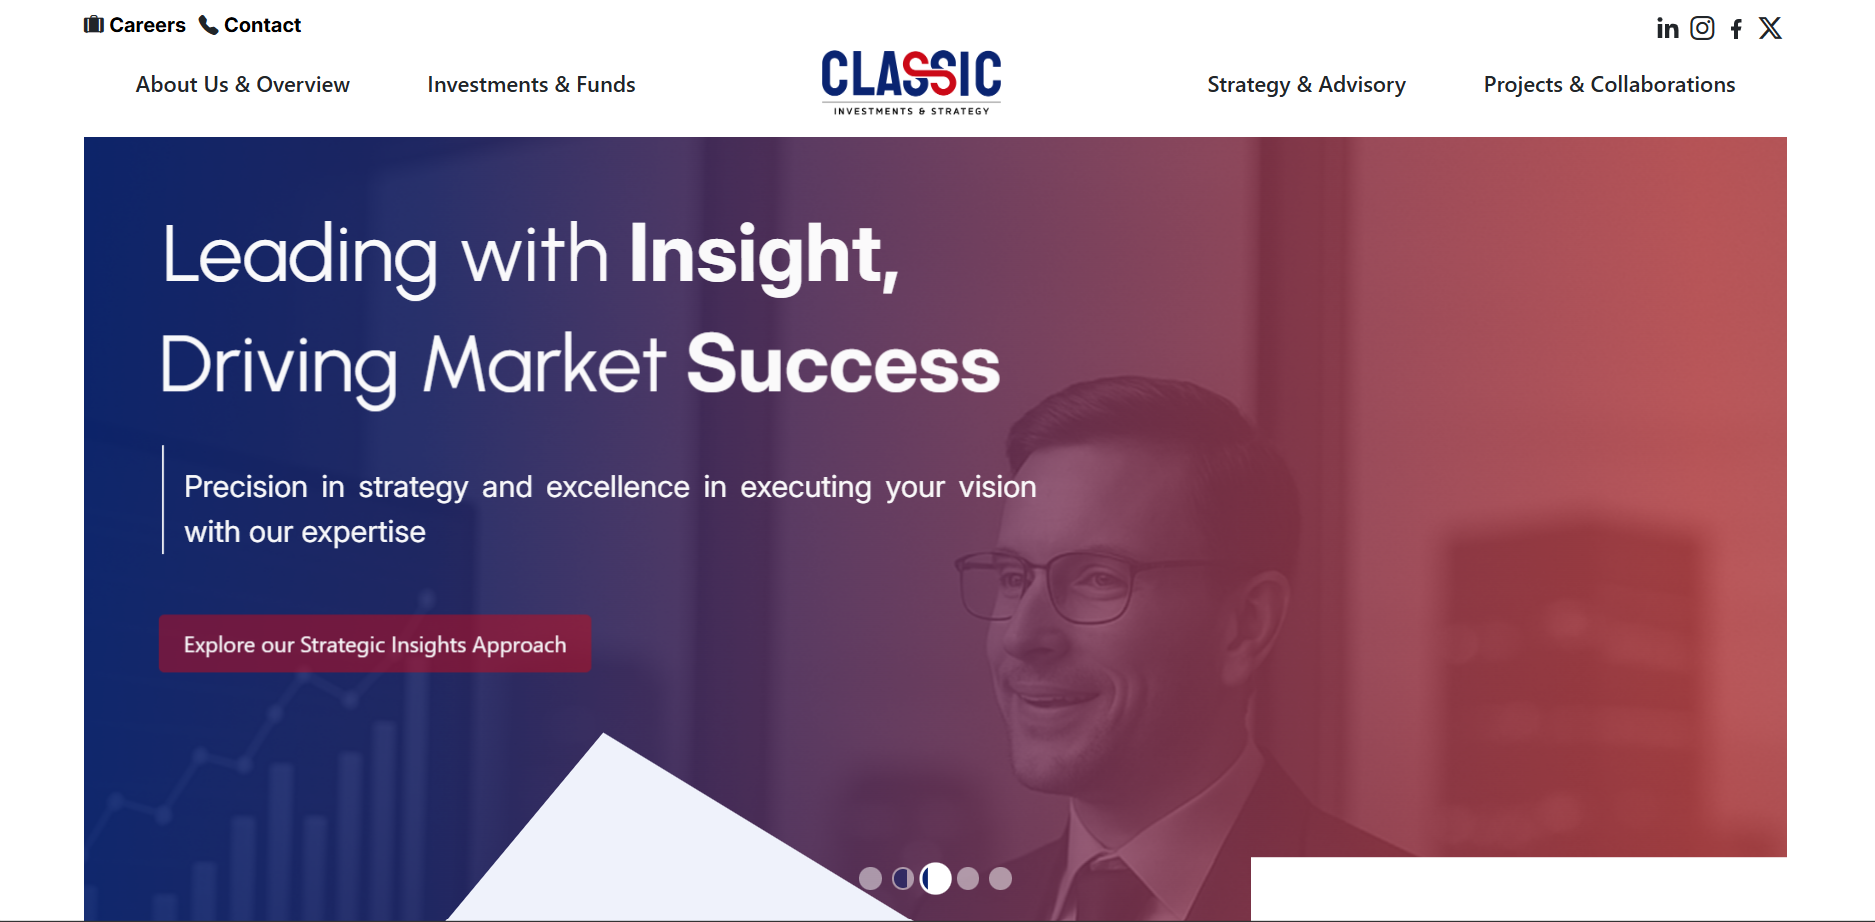 Careers Contact
About Us & Overview
Investments & Funds
CLASSIC
INVESTMENTS & STRATEGY
Strategy & Advisory
Projects & Collaborations
Leading with Insight,
Driving Market Success
Precision in strategy and excellence in executing your vision
with our expertise
Explore our Strategic Insights Approach